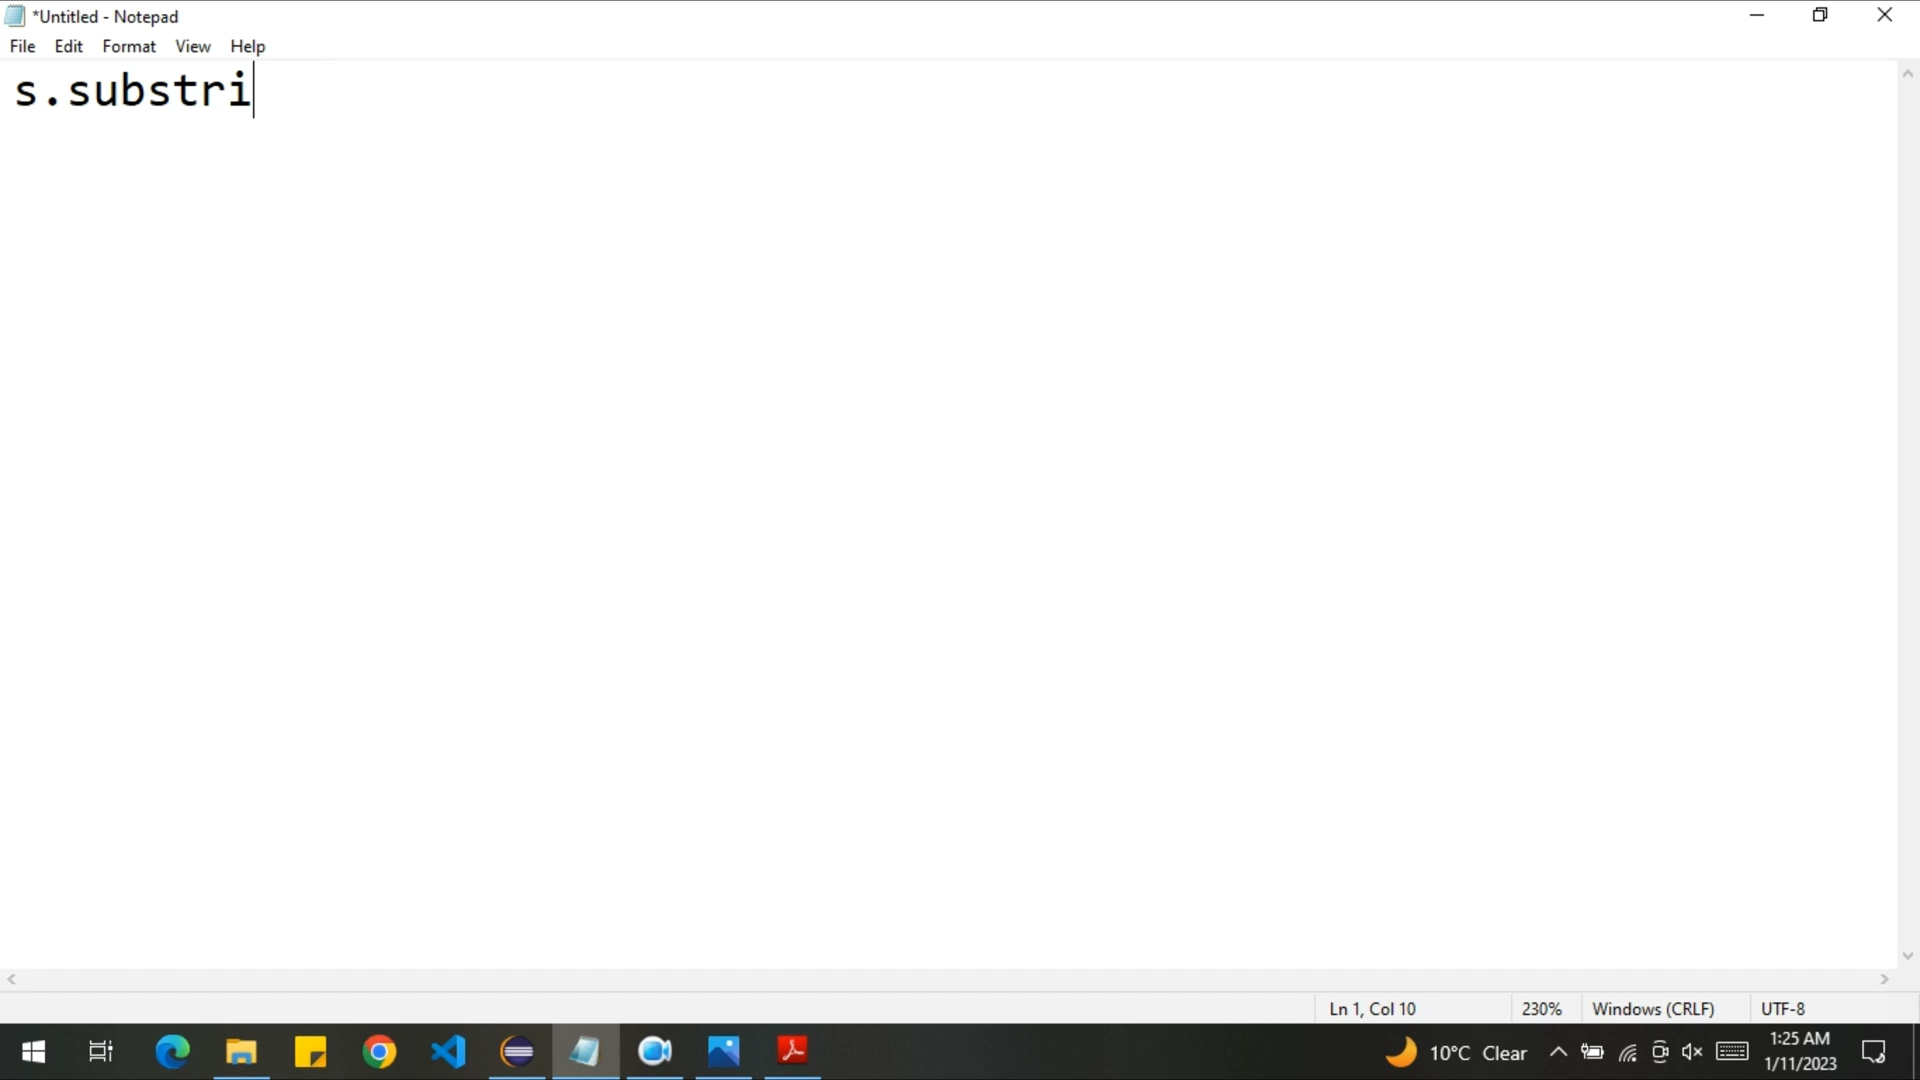 *Untitled - Notepad
File Edit Format View Help
s.substri
Ln 1, Col 10 230% Windows (CRLF) UTF-8
10°C Clear
1:25 AM
1/11/2023